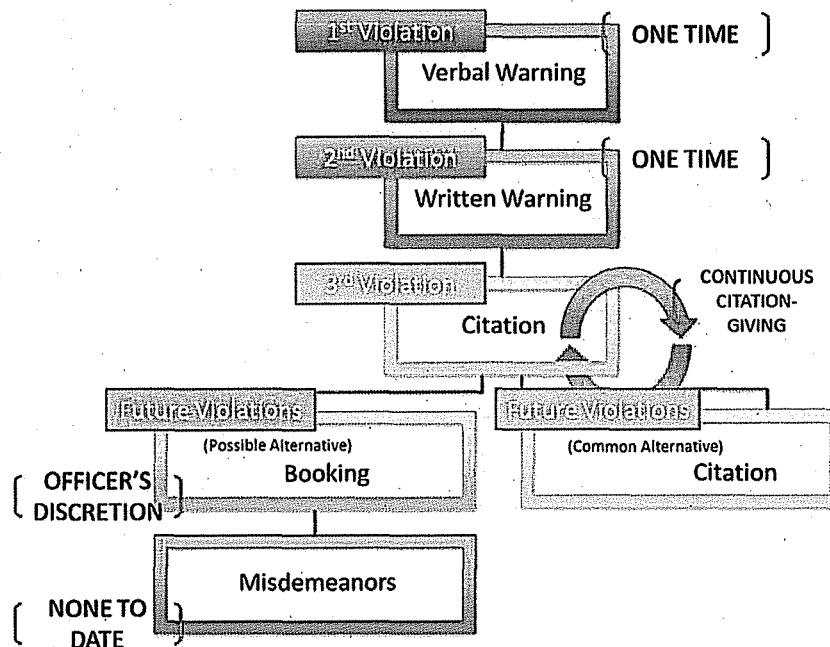 1st Violation
ONE TIME
Verbal Warning
2nd Violation
ONE TIME
Written Warning
3rd Violation
Citation
CONTINUOUS
CITATION-
GIVING
Future Violations
(Possible Alternative)
Booking
OFFICER'S
DISCRETION
Future Violations
(Common Alternative)
Citation
Misdemeanors
NONE TO
DATE